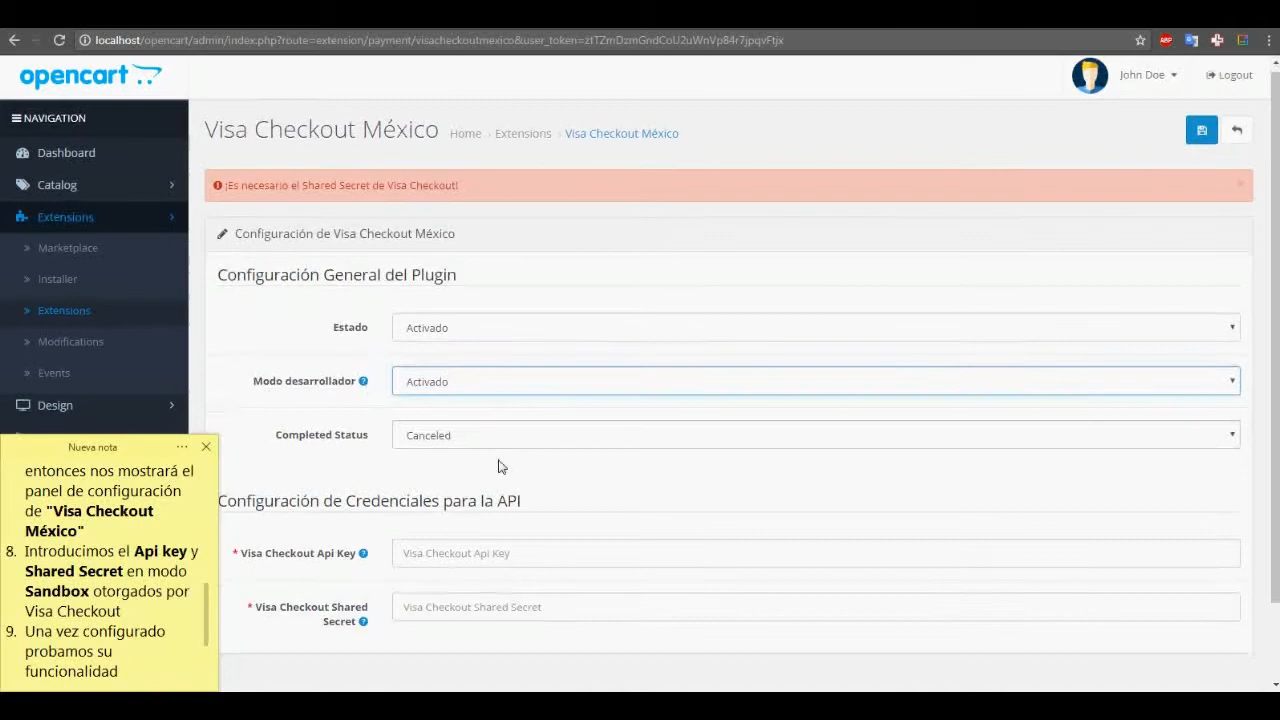 localhost/opencart/admin/index.php?route=extension/payment/visacheckoutmexico&user_token=ztTZmDzmGndCoU2uWnVp84r7jpqvFtjx
ABP
opencart
John Doe
Logout
NAVIGATION
Dashboard
Catalog
Extensions
Marketplace
Installer
Extensions
Modifications
Events
Design
Visa Checkout México
Home › Extensions › Visa Checkout México
¡Es necesario el Shared Secret de Visa Checkout!
Configuración de Visa Checkout México
Configuración General del Plugin
Estado Activado
Modo desarrollador Activado
Completed Status Canceled
Configuración de Credenciales para la API
* Visa Checkout Api Key Visa Checkout Api Key
* Visa Checkout Shared Secret Visa Checkout Shared Secret
Nueva nota
entonces nos mostrará el
panel de configuración
de "Visa Checkout
México"
8. Introducimos el Api key y
Shared Secret en modo
Sandbox otorgados por
Visa Checkout
9. Una vez configurado
probamos su
funcionalidad